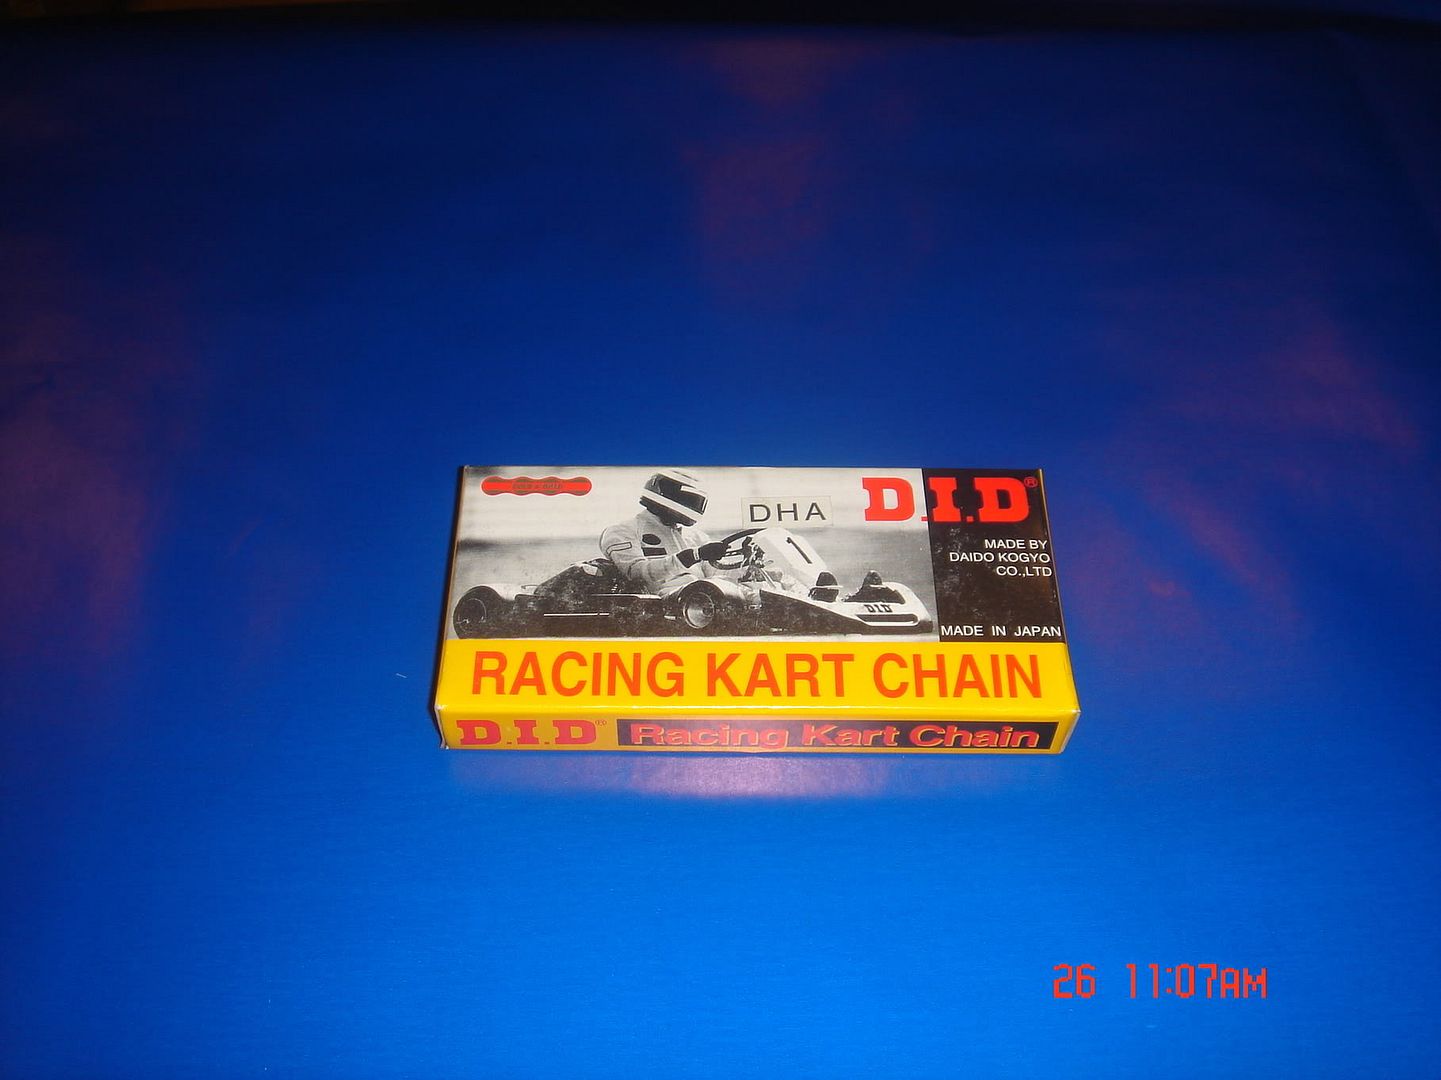 DHA
D.I.D®
1
MADE BY
DAIDO KOGYO
CO.,LTD
D.I.D
MADE IN JAPAN
RACING KART CHAIN
D.I.D® Racing Kart Chain
26 11:07AM